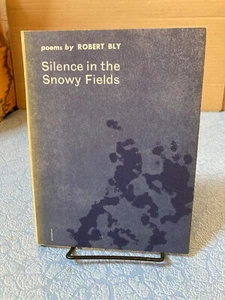 poems by ROBERT BLY
Silence in the
Snowy Fields